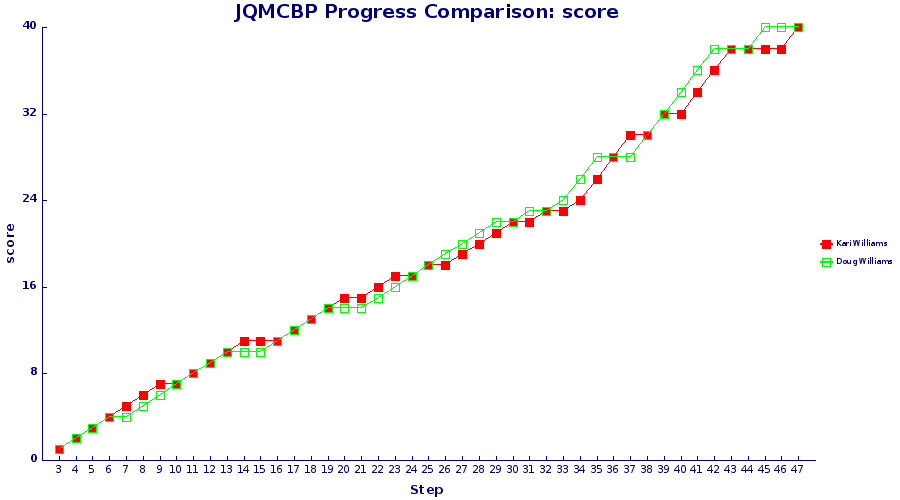 JQMCBP Progress Comparison: score
40
32
24
16
8
0
score
3 4 5 6 7 8 9 10 11 12 13 14 15 16 17 18 19 20 21 22 23 24 25 26 27 28 29 30 31 32 33 34 35 36 37 38 39 40 41 42 43 44 45 46 47
Step
Kari Williams
Doug Williams